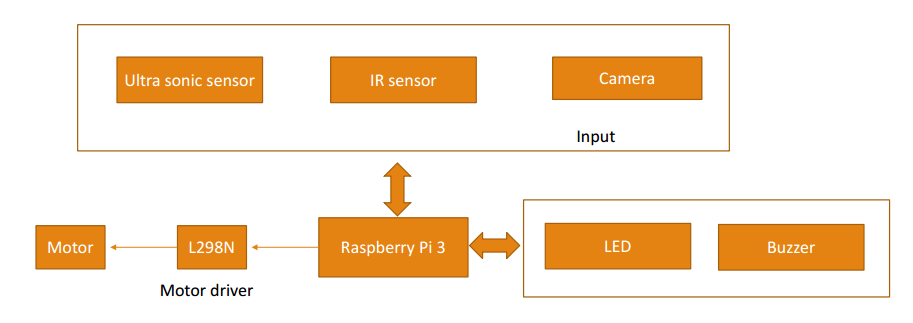 Ultra sonic sensor
IR sensor
Camera
Input
Motor
L298N
Raspberry Pi 3
LED
Buzzer
Motor driver